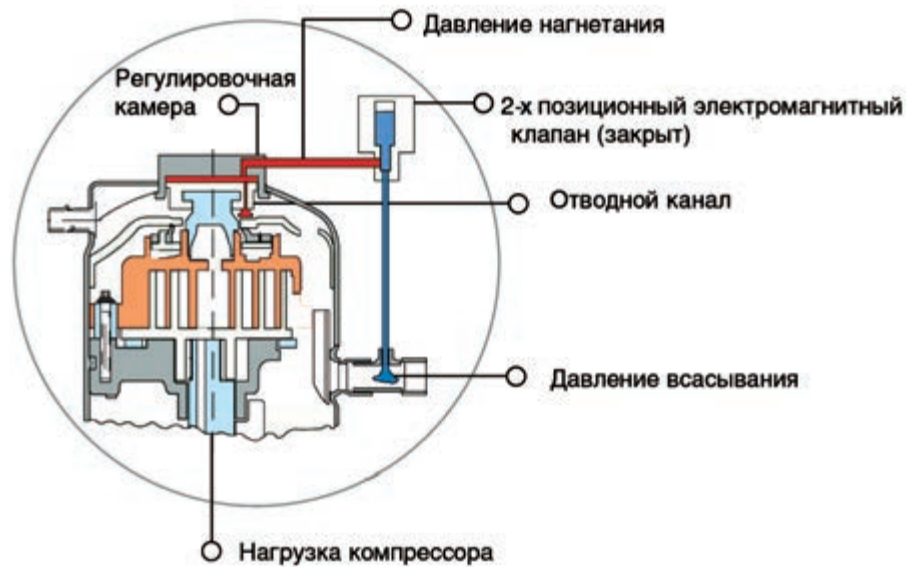 Давление нагнетания
Регулировочная
камера
2-х позиционный электромагнитный
клапан (закрыт)
Отводной канал
Давление всасывания
Нагрузка компрессора